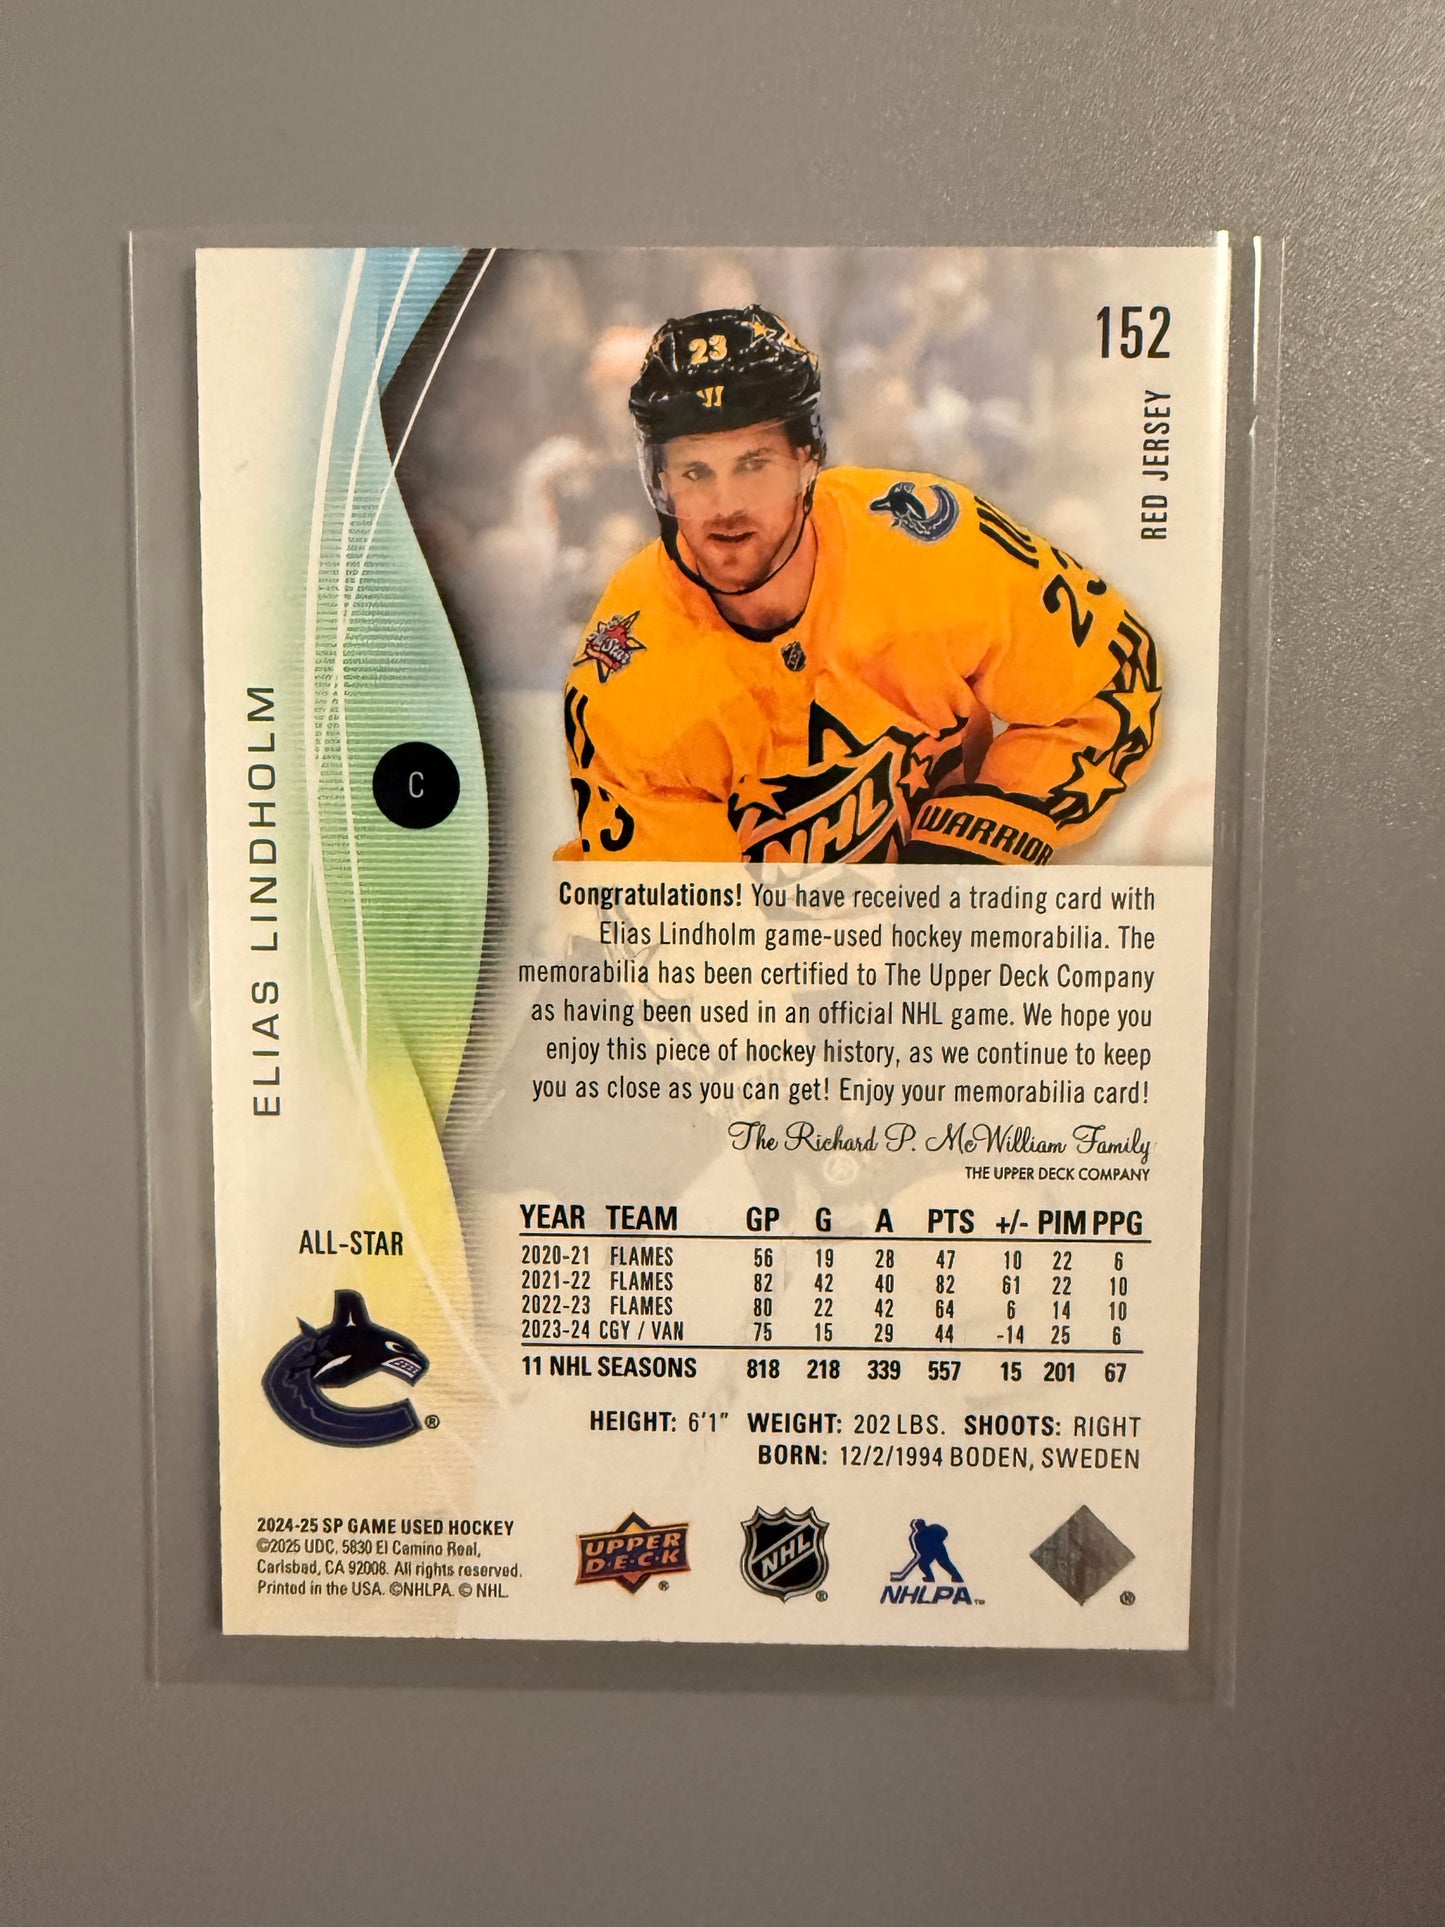 152
RED JERSEY
23
23
WARRIOR
NHL
23
ELIAS LINDHOLM
C
Congratulations! You have received a trading card with
Elias Lindholm game-used hockey memorabilia. The
memorabilia has been certified to The Upper Deck Company
as having been used in an official NHL game. We hope you
enjoy this piece of hockey history, as we continue to keep
you as close as you can get! Enjoy your memorabilia card!
The Richard P. McWilliam Family
THE UPPER DECK COMPANY
YEAR TEAM GP G A PTS +/- PIM PPG
2020-21 FLAMES 56 19 28 47 10 22 6
2021-22 FLAMES 82 42 40 82 61 22 10
2022-23 FLAMES 80 22 42 64 6 14 10
2023-24 CGY / VAN 75 15 29 44 -14 25 6
11 NHL SEASONS 818 218 339 557 15 201 67
HEIGHT: 6'1" WEIGHT: 202 LBS. SHOOTS: RIGHT
BORN: 12/2/1994 BODEN, SWEDEN
ALL-STAR
®
2024-25 SP GAME USED HOCKEY
©2025 UDC, 5830 El Camino Real,
Carlsbad, CA 92008. All rights reserved.
Printed in the USA. ©NHLPA. © NHL.
UPPER
D·E·C·K ®
NHL ®
NHLPA™